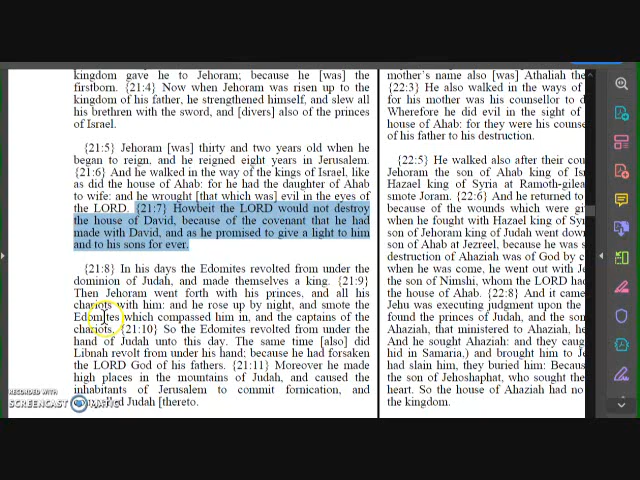 kingdom gave he to Jehoram; because he [was] the
firstborn. {21:4} Now when Jehoram was risen up to the
kingdom of his father, he strengthened himself, and slew all
his brethren with the sword, and [divers] also of the princes
of Israel.
{21:5} Jehoram [was] thirty and two years old when he
began to reign, and he reigned eight years in Jerusalem.
{21:6} And he walked in the way of the kings of Israel, like
as did the house of Ahab: for he had the daughter of Ahab
to wife: and he wrought [that which was] evil in the eyes of
the LORD. {21:7} Howbeit the LORD would not destroy
the house of David, because of the covenant that he had
made with David, and as he promised to give a light to him
and to his sons for ever.
{21:8} In his days the Edomites revolted from under the
dominion of Judah, and made themselves a king. {21:9}
Then Jehoram went forth with his princes, and all his
chariots with him: and he rose up by night, and smote the
Edomites which compassed him in, and the captains of the
chariots. {21:10} So the Edomites revolted from under the
hand of Judah unto this day. The same time [also] did
Libnah revolt from under his hand; because he had forsaken
the LORD God of his fathers. {21:11} Moreover he made
high places in the mountains of Judah, and caused the
inhabitants of Jerusalem to commit fornication, and
Judah [thereto.
mother's name also [was] Athaliah the
{22:3} He also walked in the ways of
for his mother was his counsellor to d
Wherefore he did evil in the sight of
house of Ahab: for they were his couns
of his father to his destruction.
{22:5} He walked also after their cou
Jehoram the son of Ahab king of Is
Hazael king of Syria at Ramoth-gilea
smote Joram. {22:6} And he returned to
because of the wounds which were gi
when he fought with Hazael king of Syr
son of Jehoram king of Judah went down
son of Ahab at Jezreel, because he was s
destruction of Ahaziah was of God by c
when he was come, he went out with Je
the son of Nimshi, whom the LORD had
the house of Ahab. {22:8} And it came
Jehu was executing judgment upon the
found the princes of Judah, and the son
Ahaziah, that ministered to Ahaziah, he
And he sought Ahaziah: and they caug
hid in Samaria,) and brought him to Je
had slain him, they buried him: Becaus
the son of Jehoshaphat, who sought the
heart. So the house of Ahaziah had no
the kingdom.
RECORDED WITH
SCREENCAST MATIC